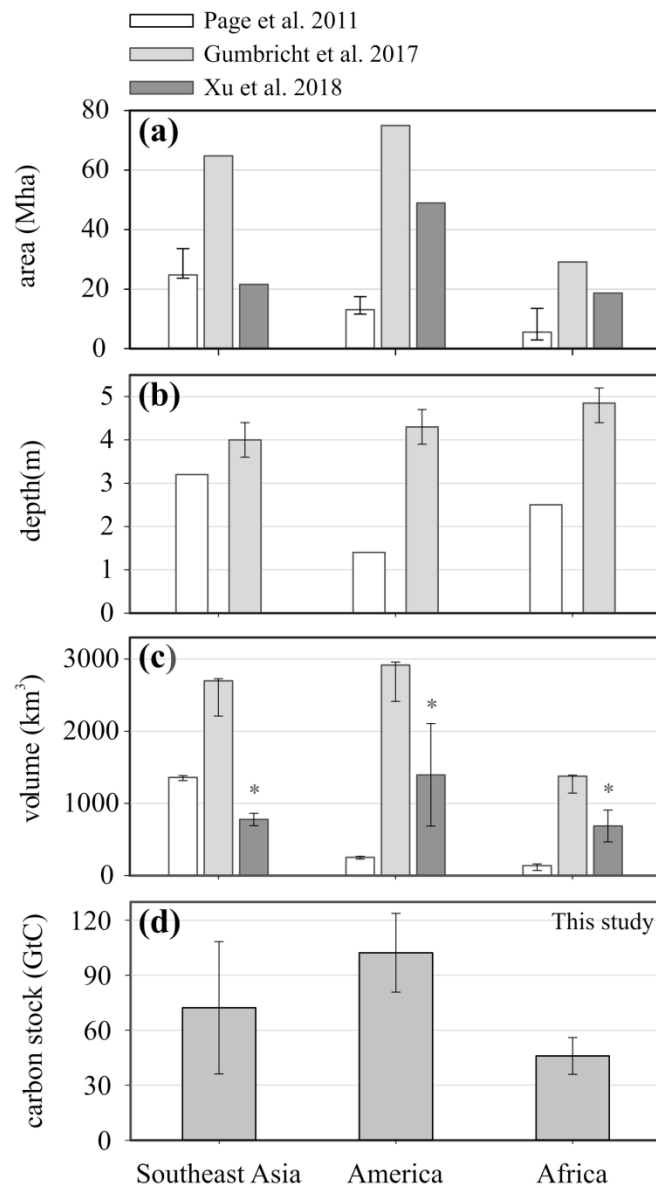 Page et al. 2011
Gumbricht et al. 2017
Xu et al. 2018
(a)
area (Mha)
80
60
40
20
0
(b)
depth(m)
5
4
3
2
1
0
(c)
volume (km³)
3000
2000
1000
0
*
*
*
(d)
This study
carbon stock (GtC)
120
90
60
30
0
Southeast Asia America Africa